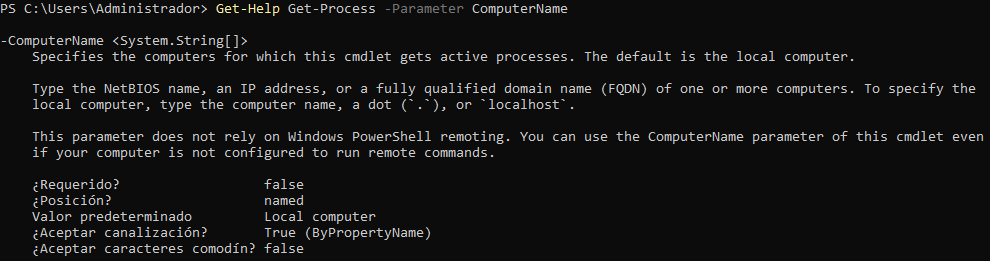 PS C:\Users\Administrador> Get-Help Get-Process -Parameter ComputerName
-ComputerName <System.String[]>
Specifies the computers for which this cmdlet gets active processes. The default is the local computer.
Type the NetBIOS name, an IP address, or a fully qualified domain name (FQDN) of one or more computers. To specify the
local computer, type the computer name, a dot (`.`), or `localhost`.
This parameter does not rely on Windows PowerShell remoting. You can use the ComputerName parameter of this cmdlet even
if your computer is not configured to run remote commands.
¿Requerido? false
¿Posición? named
Valor predeterminado Local computer
¿Aceptar canalización? True (ByPropertyName)
¿Aceptar caracteres comodín? false